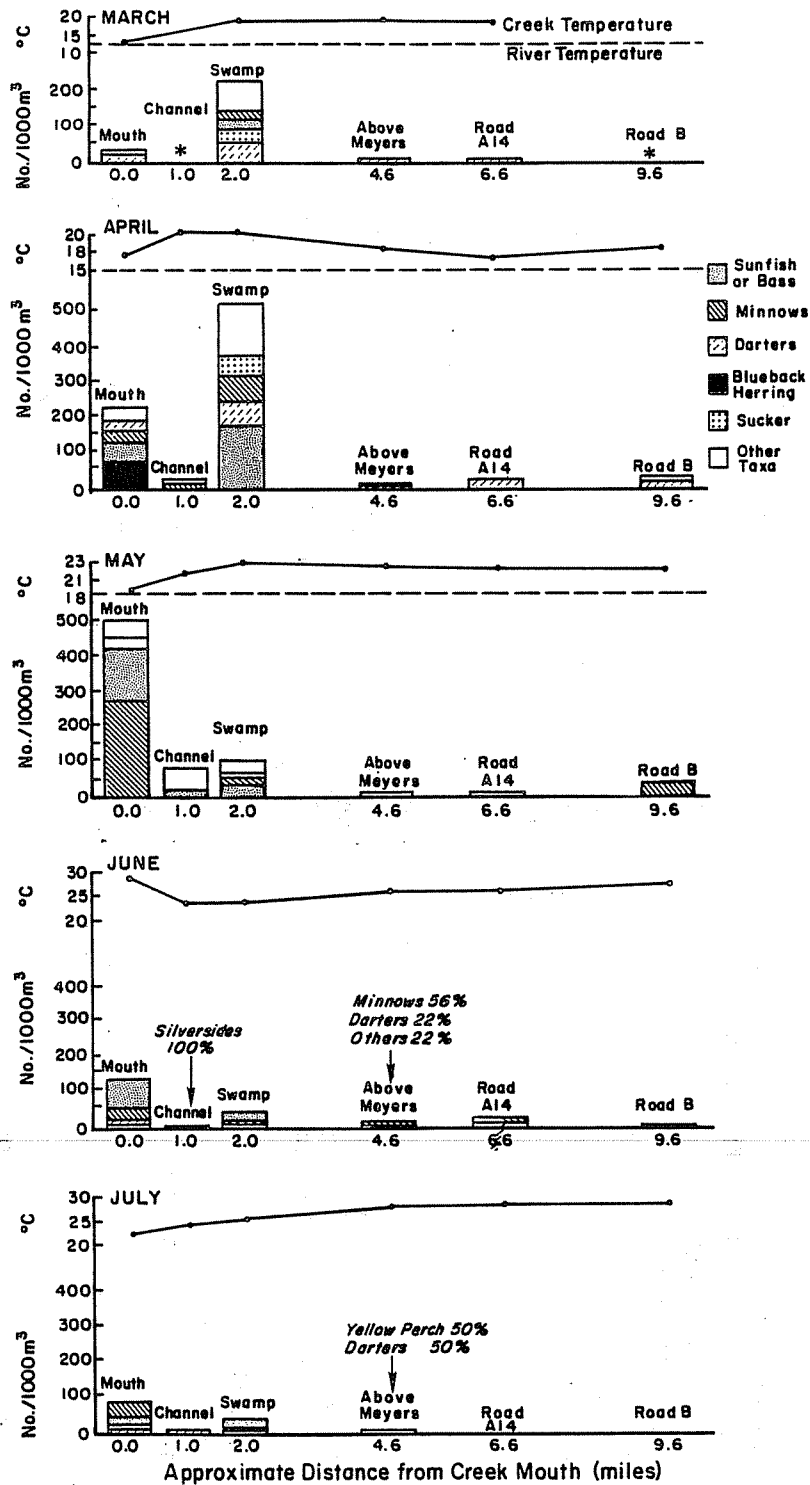 MARCH
°C
20
15
10
Creek Temperature
River Temperature
No./1000m³
200
100
0
Mouth
Channel
*
Swamp
Above
Meyers
Road
A14
Road B
*
0.0 1.0 2.0 4.6 6.6 9.6
APRIL
°C
20
18
15
No./1000 m³
500
400
300
200
100
0
Mouth
Channel
Swamp
Above
Meyers
Road
A14
Road B
0.0 1.0 2.0 4.6 6.6 9.6
Sunfish
or Bass
Minnows
Darters
Blueback
Herring
Sucker
Other
Taxa
MAY
°C
23
21
18
No./1000m³
500
400
300
200
100
0
Mouth
Channel
Swamp
Above
Meyers
Road
A14
Road B
0.0 1.0 2.0 4.6 6.6 9.6
JUNE
°C
30
25
20
No./1000m³
400
300
200
100
0
Mouth
Silversides
100%
Channel
Swamp
Minnows 56%
Darters 22%
Others 22%
Above
Meyers
Road
A14
Road B
0.0 1.0 2.0 4.6 6.6 9.6
JULY
°C
30
25
20
No./1000m³
400
300
200
100
0
Mouth
Channel
Swamp
Yellow Perch 50%
Darters 50%
Above
Meyers
Road
A14
Road B
0.0 1.0 2.0 4.6 6.6 9.6
Approximate Distance from Creek Mouth (miles)